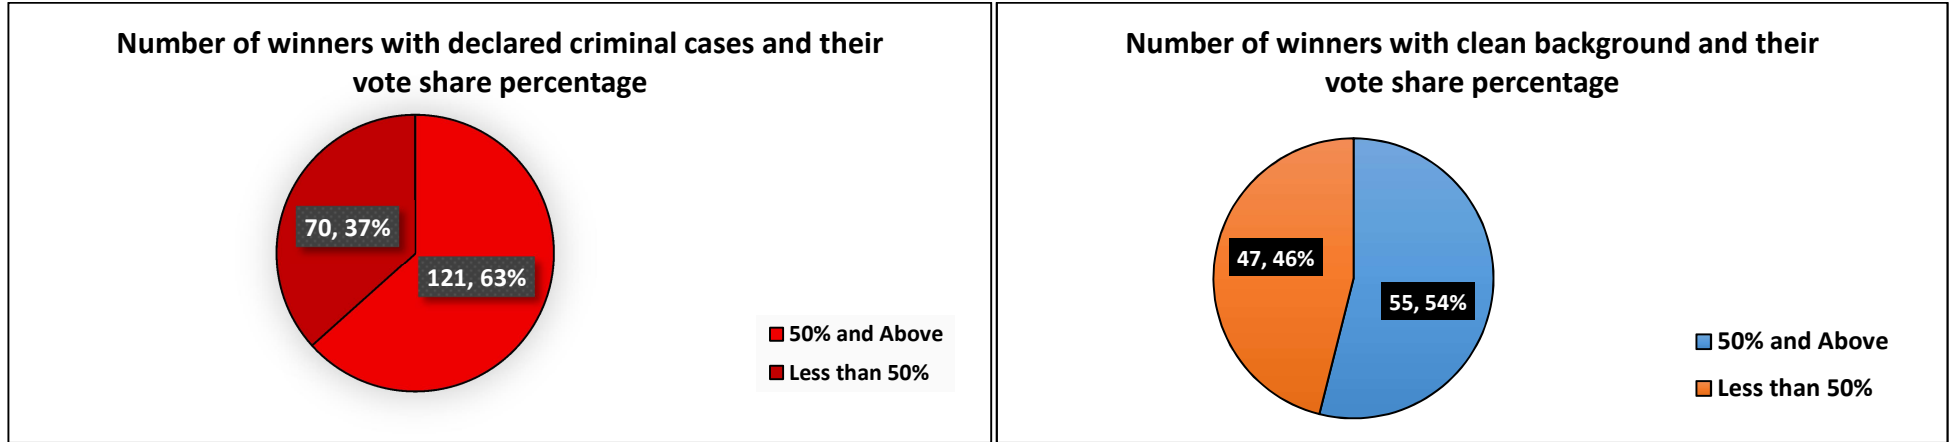 Number of winners with declared criminal cases and their
vote share percentage
70, 37%
121, 63%
50% and Above
Less than 50%
Number of winners with clean background and their
vote share percentage
47, 46%
55, 54%
50% and Above
Less than 50%